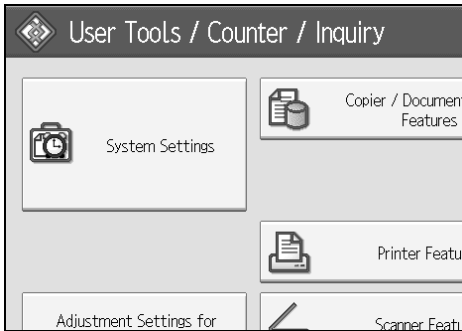 User Tools / Counter / Inquiry
System Settings
Copier / Documen
Features
Printer Featu
Adjustment Settings for
Scanner Featu